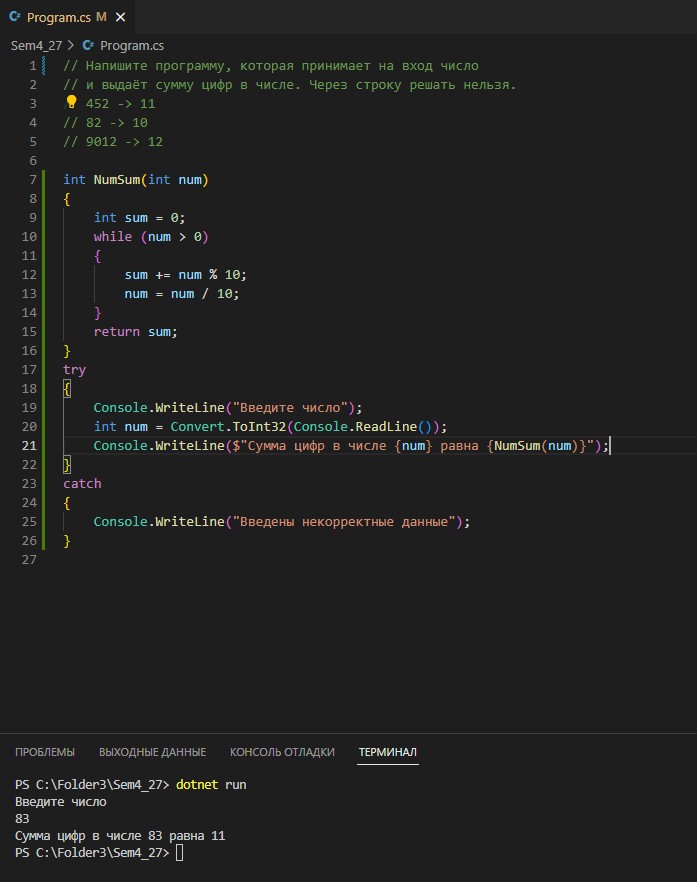 Program.cs M
Sem4_27 > Program.cs
1 // Напишите программу, которая принимает на вход число
2 // и выдаёт сумму цифр в числе. Через строку решать нельзя.
3 452 -> 11
4 // 82 -> 10
5 // 9012 -> 12
6
7 int NumSum(int num)
8 {
9 int sum = 0;
10 while (num > 0)
11 {
12 sum += num % 10;
13 num = num / 10;
14 }
15 return sum;
16 }
17 try
18 {
19 Console.WriteLine("Введите число");
20 int num = Convert.ToInt32(Console.ReadLine());
21 Console.WriteLine($"Сумма цифр в числе {num} равна {NumSum(num)}");
22 }
23 catch
24 {
25 Console.WriteLine("Введены некорректные данные");
26 }
27
ПРОБЛЕМЫ ВЫХОДНЫЕ ДАННЫЕ КОНСОЛЬ ОТЛАДКИ ТЕРМИНАЛ
PS C:\Folder3\Sem4_27> dotnet run
Введите число
83
Сумма цифр в числе 83 равна 11
PS C:\Folder3\Sem4_27>